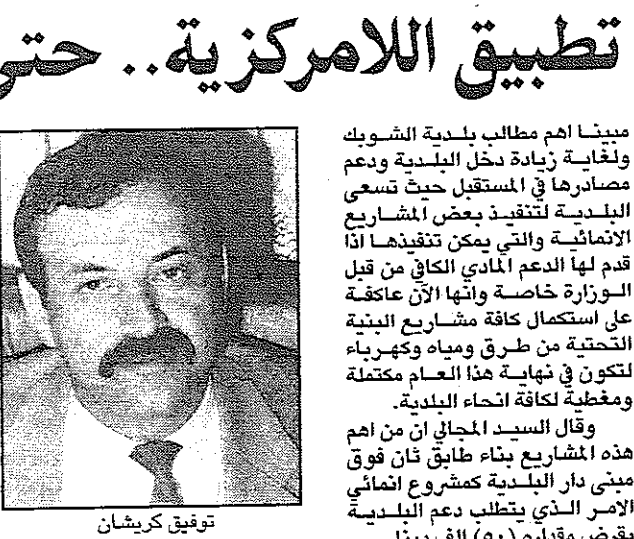 تطبيق اللامركزية.. حتى
مبينا اهم مطالب بلدية الشوبك
ولغاية زيادة دخل البلدية ودعم
مصادرها في المستقبل حيث تسعى
البلدية لتنفيذ بعض المشاريع
الانمائية والتي يمكن تنفيذها اذا
قدم لها الدعم المادي الكافي من قبل
الوزارة خاصة وانها الآن عاكفة
على استكمال كافة مشاريع البنية
التحتية من طرق ومياه وكهرباء
لتكون في نهاية هذا العام مكتملة
ومغطية لكافة انحاء البلدية.
وقال السيد المجالي ان من اهم
هذه المشاريع بناء طابق ثان فوق
مبنى دار البلدية كمشروع انمائي
الامر الذي يتطلب دعم البلدية
بقرض مقداره (٥٠) الف
توفيق كريشان